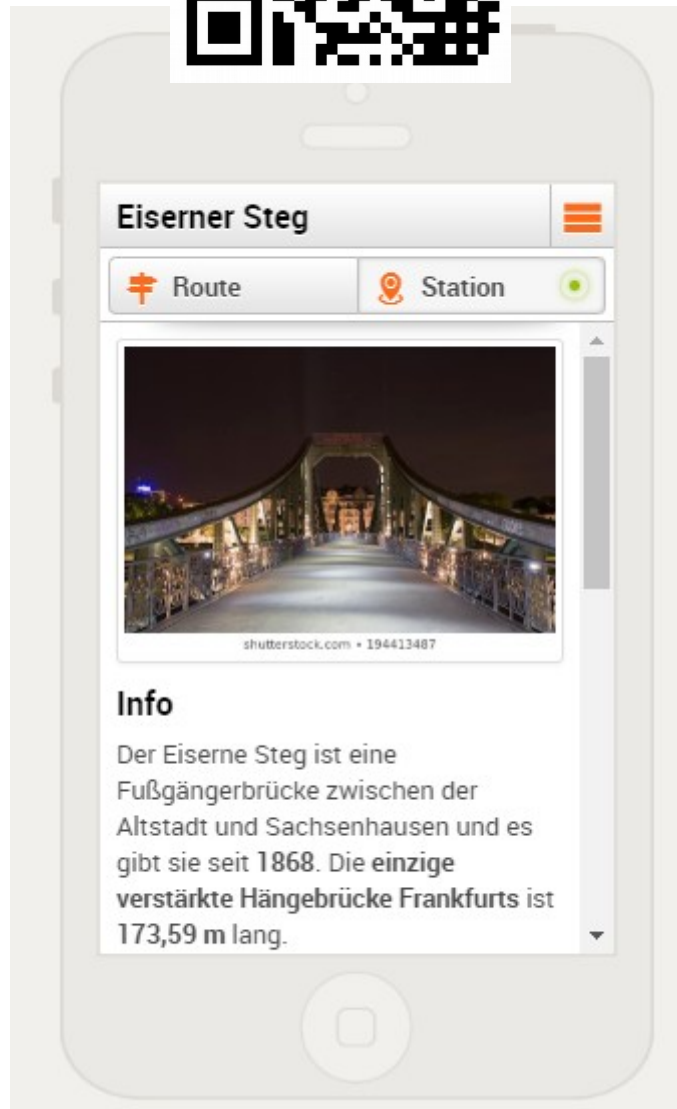 Eiserner Steg
Route
Station
shutterstock.com • 194413487
Info
Der Eiserne Steg ist eine
Fußgängerbrücke zwischen der
Altstadt und Sachsenhausen und es
gibt sie seit 1868. Die einzige
verstärkte Hängebrücke Frankfurts ist
173,59 m lang.